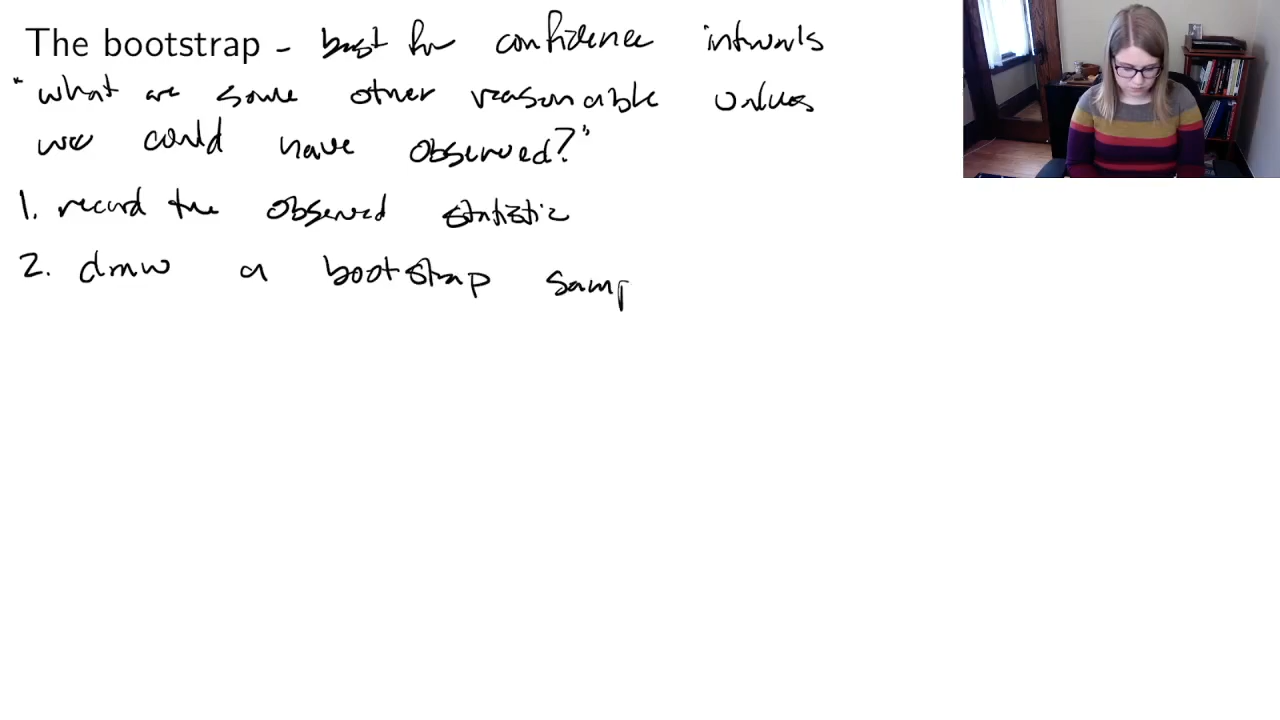 The bootstrap - best for confidence intervals
"what are some other reasonable values
we could have observed?"
1. record the observed statistic
2. draw a bootstrap samp